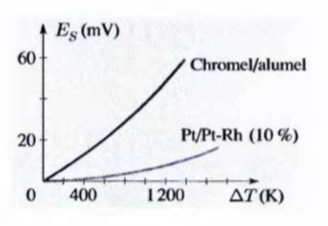 E_S (mV)
60
Chromel/alumel
20
Pt/Pt-Rh (10 %)
0
400
1200
ΔT (K)